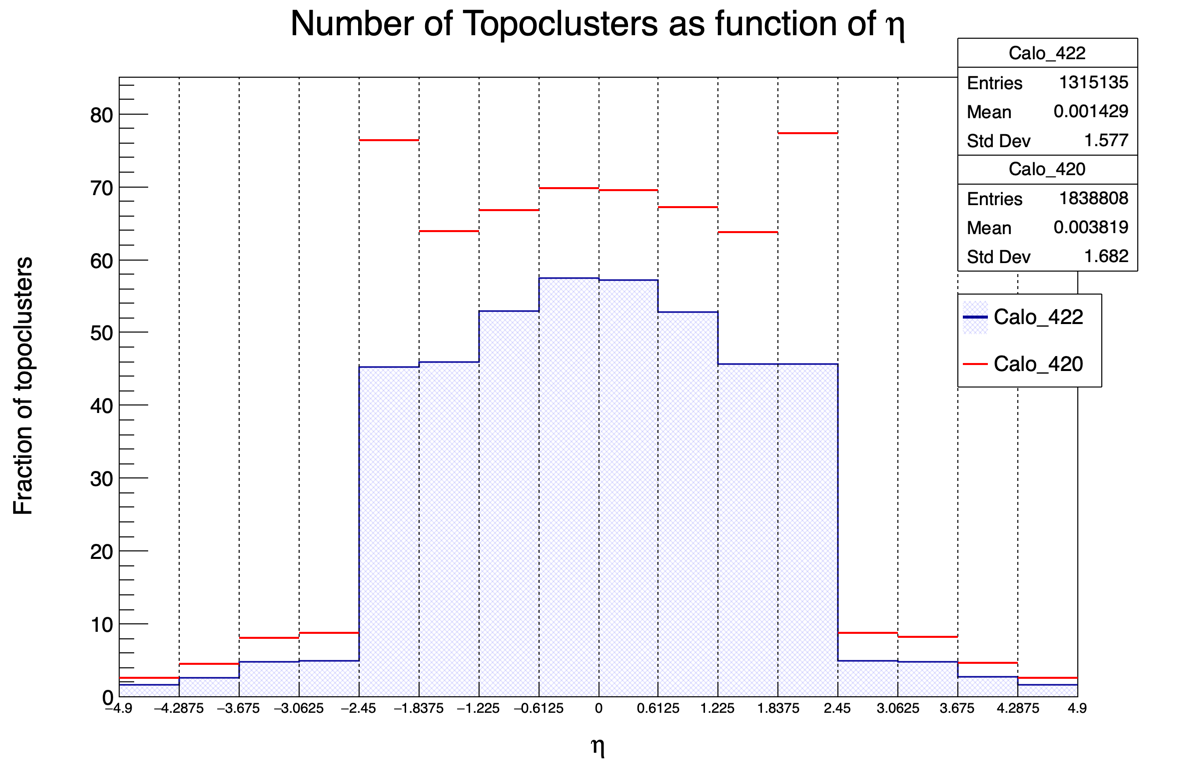 Number of Topoclusters as function of η
Calo_422
Entries 1315135
Mean 0.001429
Std Dev 1.577
Calo_420
Entries 1838808
Mean 0.003819
Std Dev 1.682
Calo_422
Calo_420
Fraction of topoclusters
80
70
60
50
40
30
20
10
0
−4.9 −4.2875 −3.675 −3.0625 −2.45 −1.8375 −1.225 −0.6125 0 0.6125 1.225 1.8375 2.45 3.0625 3.675 4.2875 4.9
η